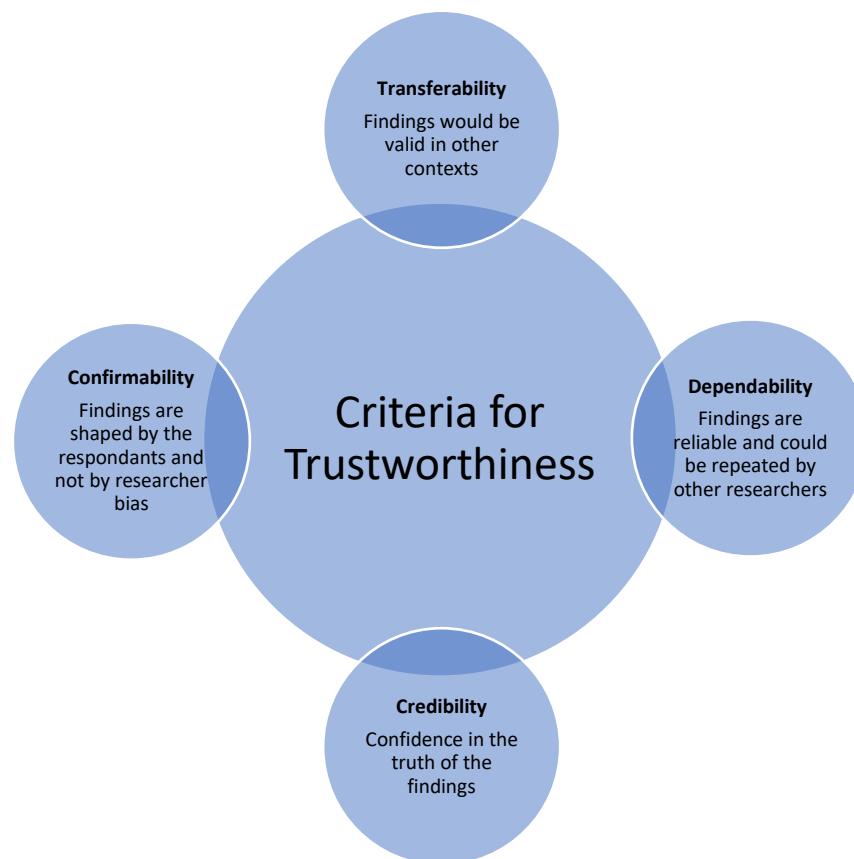 Transferability
Findings would be
valid in other
contexts
Confirmability
Findings are
shaped by the
respondants and
not by researcher
bias
Criteria for
Trustworthiness
Dependability
Findings are
reliable and could
be repeated by
other researchers
Credibility
Confidence in the
truth of the
findings